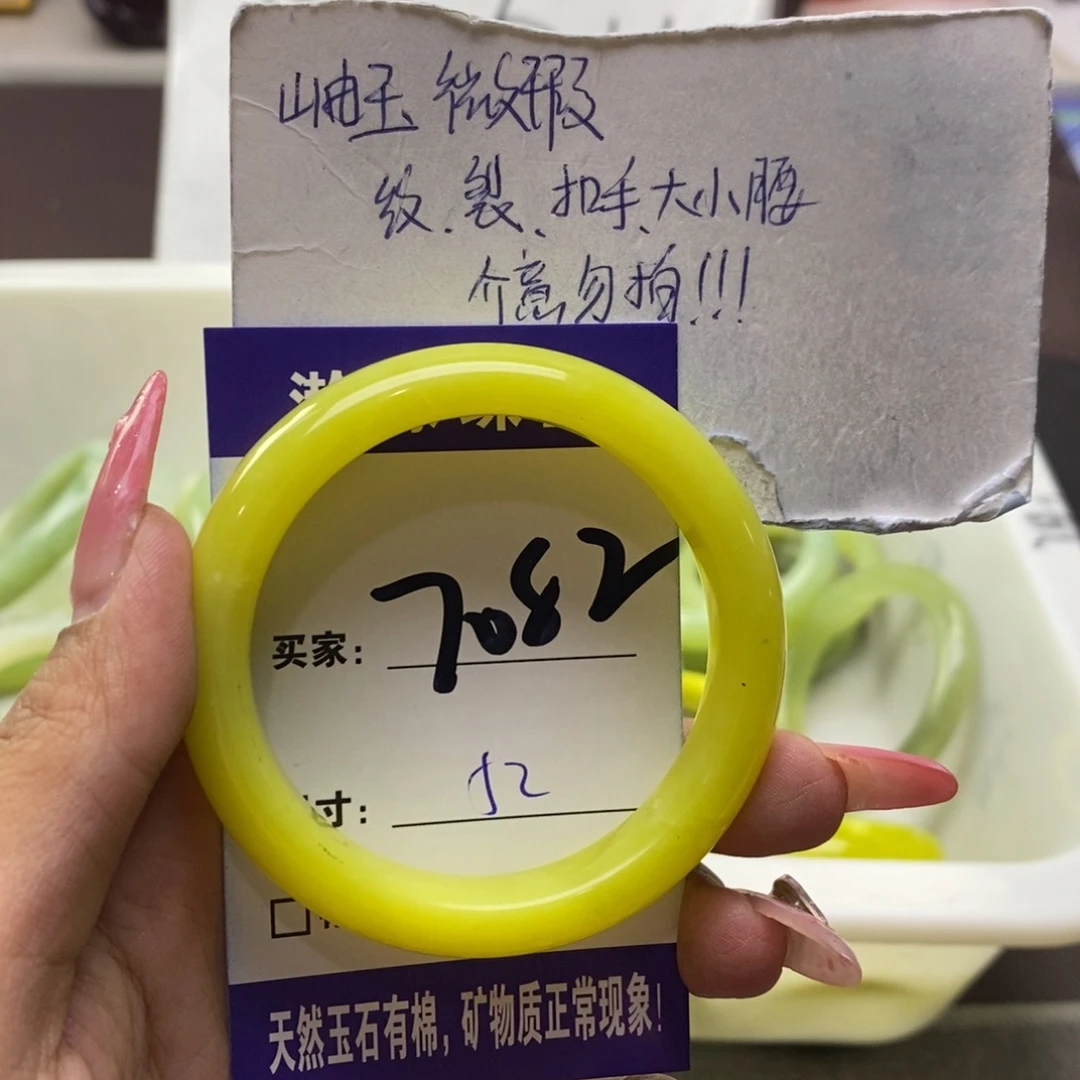 岫玉 微瑕
纹.裂、扣手、大小腰
介意勿拍!!!
买家: 7082
寸: 52
天然玉石有棉,矿物质正常现象!